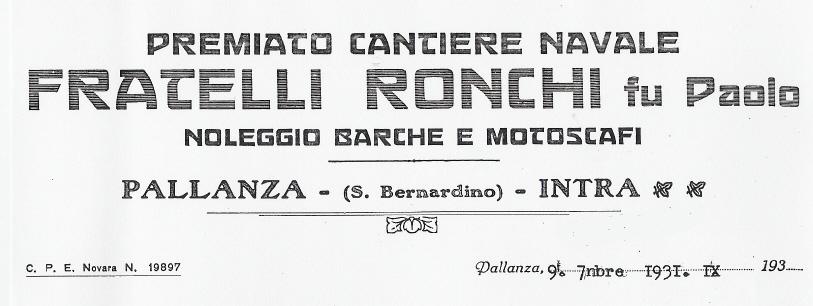 PREMIATO CANTIERE NAVALE
FRATELLI RONCHI fu Paolo
NOLEGGIO BARCHE E MOTOSCAFI
PALLANZA - (S. Bernardino) - INTRA
C. P. E. Novara N. 19897
Pallanza, 9. 7nbre 1931. IX 193